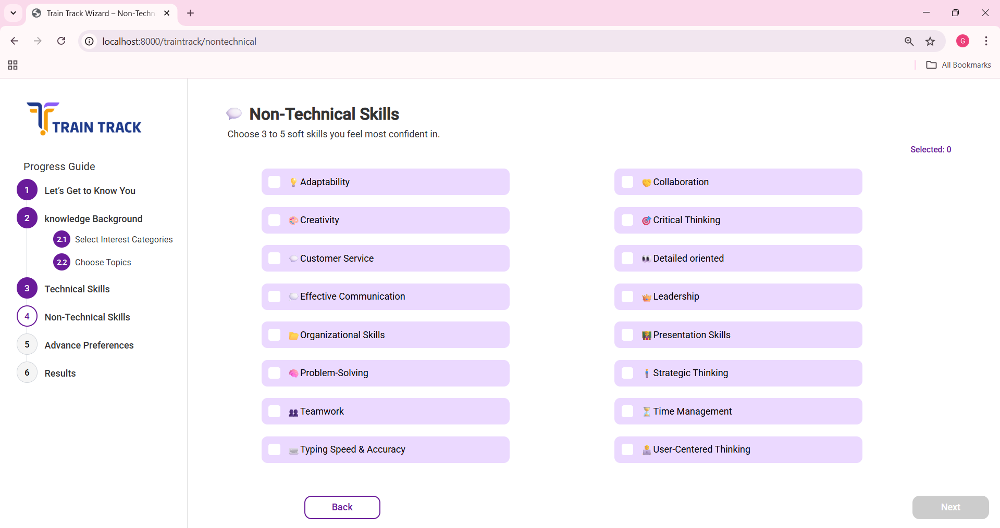 Train Track Wizard – Non-Techn
localhost:8000/traintrack/nontechnical
G
All Bookmarks
TRAIN TRACK
Progress Guide
1 Let’s Get to Know You
2 knowledge Background
2.1 Select Interest Categories
2.2 Choose Topics
3 Technical Skills
4 Non-Technical Skills
5 Advance Preferences
6 Results
Non-Technical Skills
Choose 3 to 5 soft skills you feel most confident in.
Selected: 0
Adaptability
Collaboration
Creativity
Critical Thinking
Customer Service
Detailed oriented
Effective Communication
Leadership
Organizational Skills
Presentation Skills
Problem-Solving
Strategic Thinking
Teamwork
Time Management
Typing Speed & Accuracy
User-Centered Thinking
Back
Next